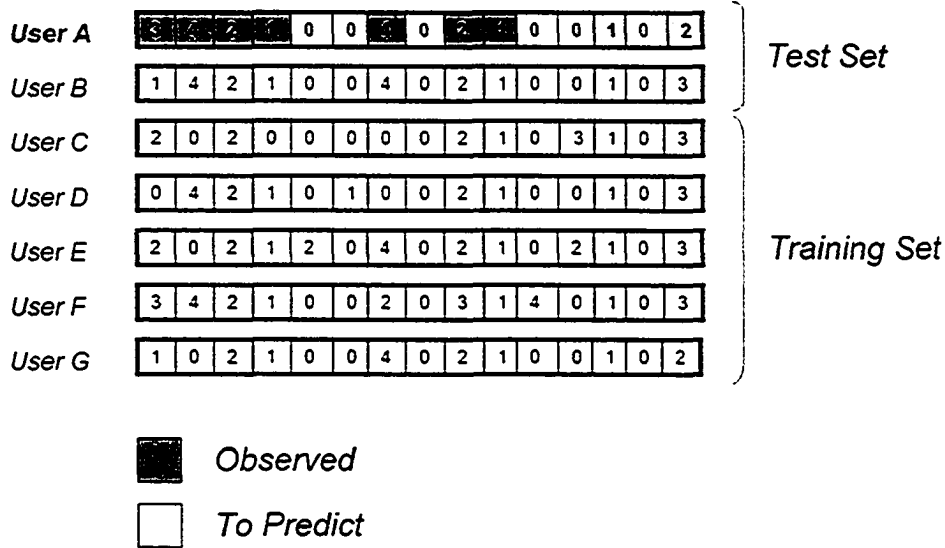 User A 3 4 2 0 0 0 2 0 0 1 0 2
Test Set
User B 1 4 2 1 0 0 4 0 2 1 0 0 1 0 3
User C 2 0 2 0 0 0 0 0 2 1 0 3 1 0 3
User D 0 4 2 1 0 1 0 0 2 1 0 0 1 0 3
User E 2 0 2 1 2 0 4 0 2 1 0 2 1 0 3
Training Set
User F 3 4 2 1 0 0 2 0 3 1 4 0 1 0 3
User G 1 0 2 1 0 0 4 0 2 1 0 0 1 0 2
Observed
To Predict